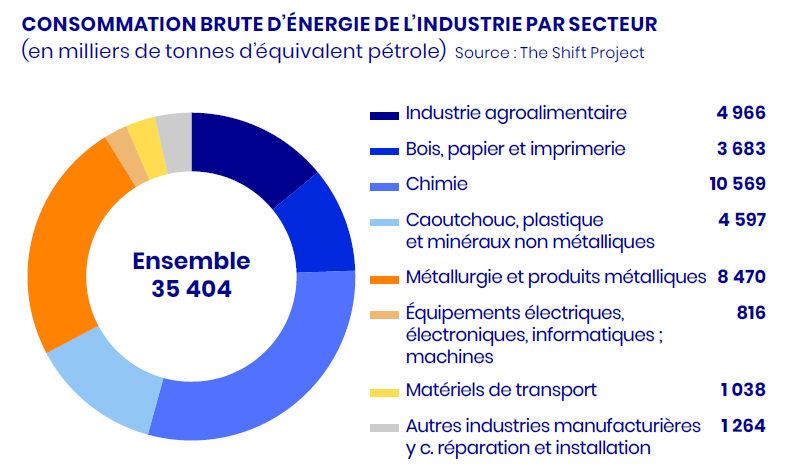 CONSOMMATION BRUTE D’ÉNERGIE DE L’INDUSTRIE PAR SECTEUR
(en milliers de tonnes d’équivalent pétrole) Source : The Shift Project
Ensemble
35 404
Industrie agroalimentaire 4 966
Bois, papier et imprimerie 3 683
Chimie 10 569
Caoutchouc, plastique 4 597
et minéraux non métalliques
Métallurgie et produits métalliques 8 470
Équipements électriques, 816
électroniques, informatiques ;
machines
Matériels de transport 1 038
Autres industries manufacturières 1 264
y c. réparation et installation